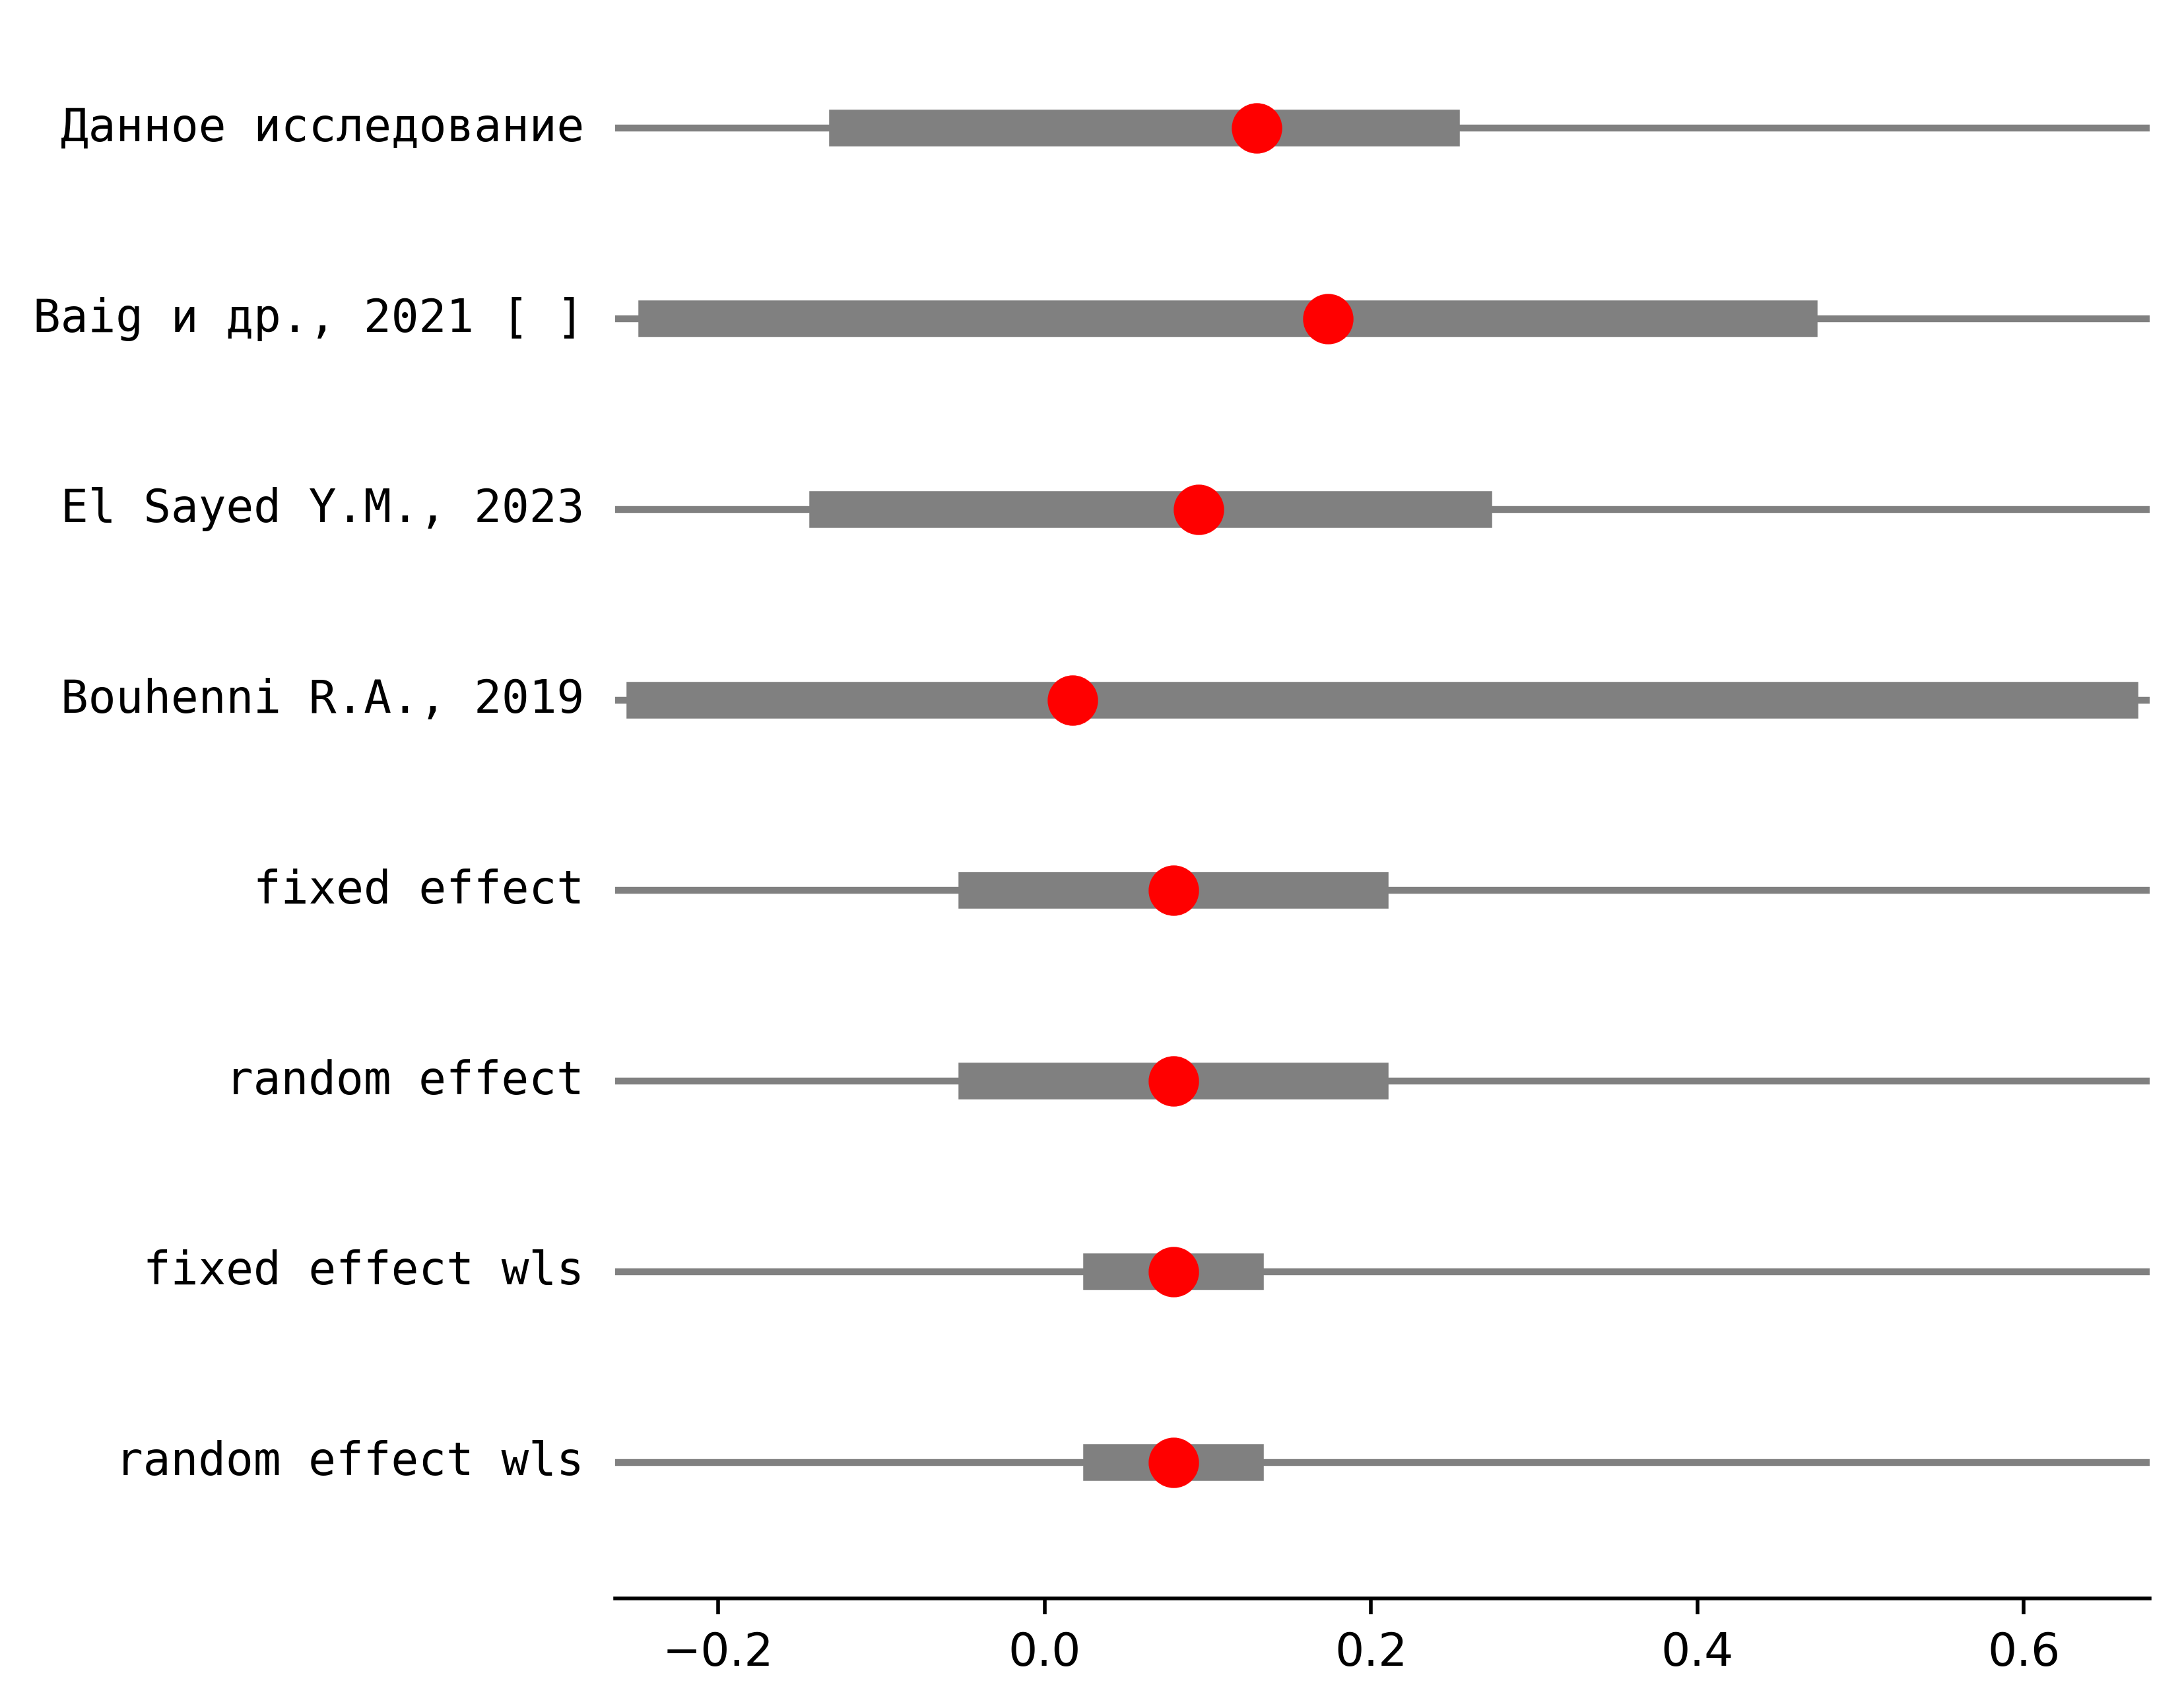 Данное исследование
Baig и др., 2021 [ ]
El Sayed Y.M., 2023
Bouhenni R.A., 2019
fixed effect
random effect
fixed effect wls
random effect wls
−0.2 0.0 0.2 0.4 0.6